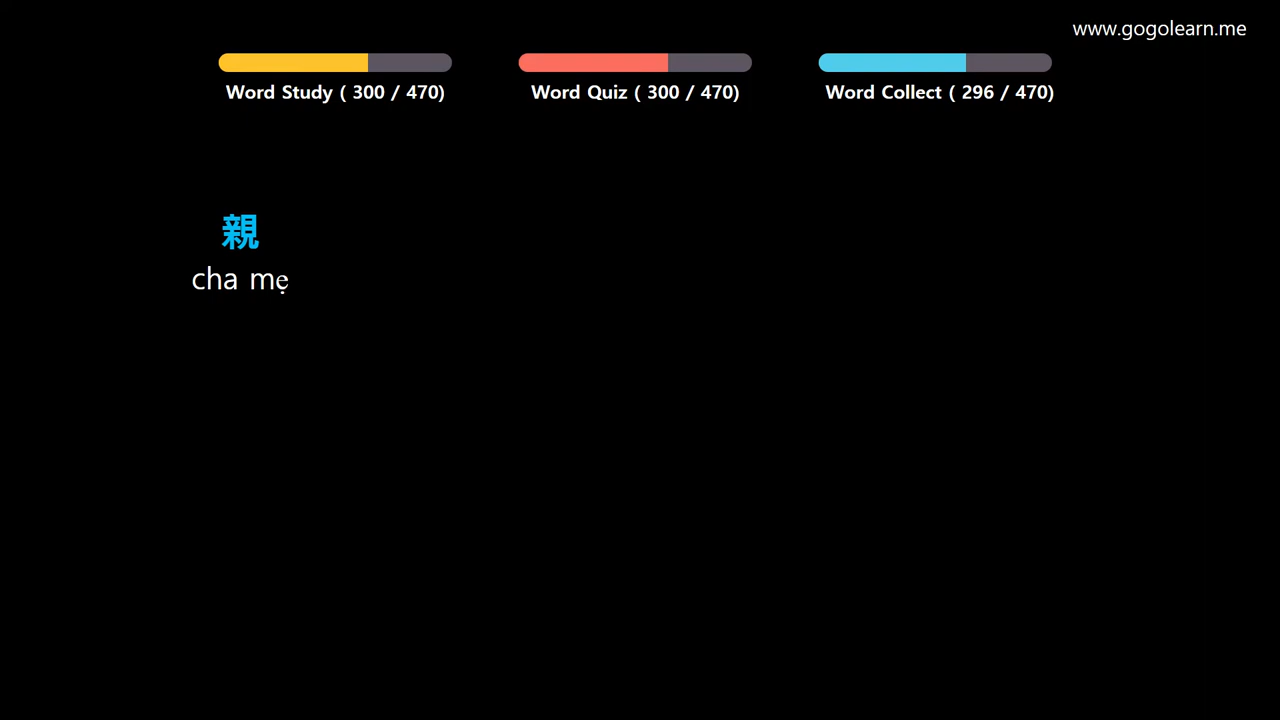 www.gogolearn.me
Word Study ( 300 / 470)
Word Quiz ( 300 / 470)
Word Collect ( 296 / 470)
親
cha mẹ